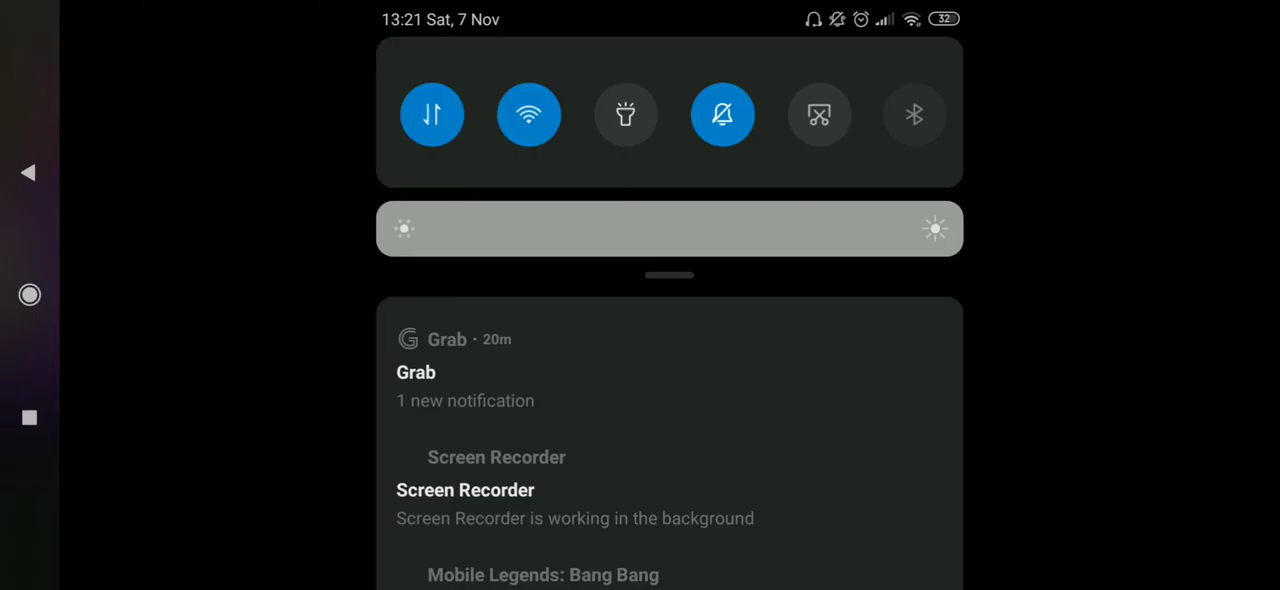 13:21 Sat, 7 Nov
32
Grab · 20m
Grab
1 new notification
Screen Recorder
Screen Recorder
Screen Recorder is working in the background
Mobile Legends: Bang Bang